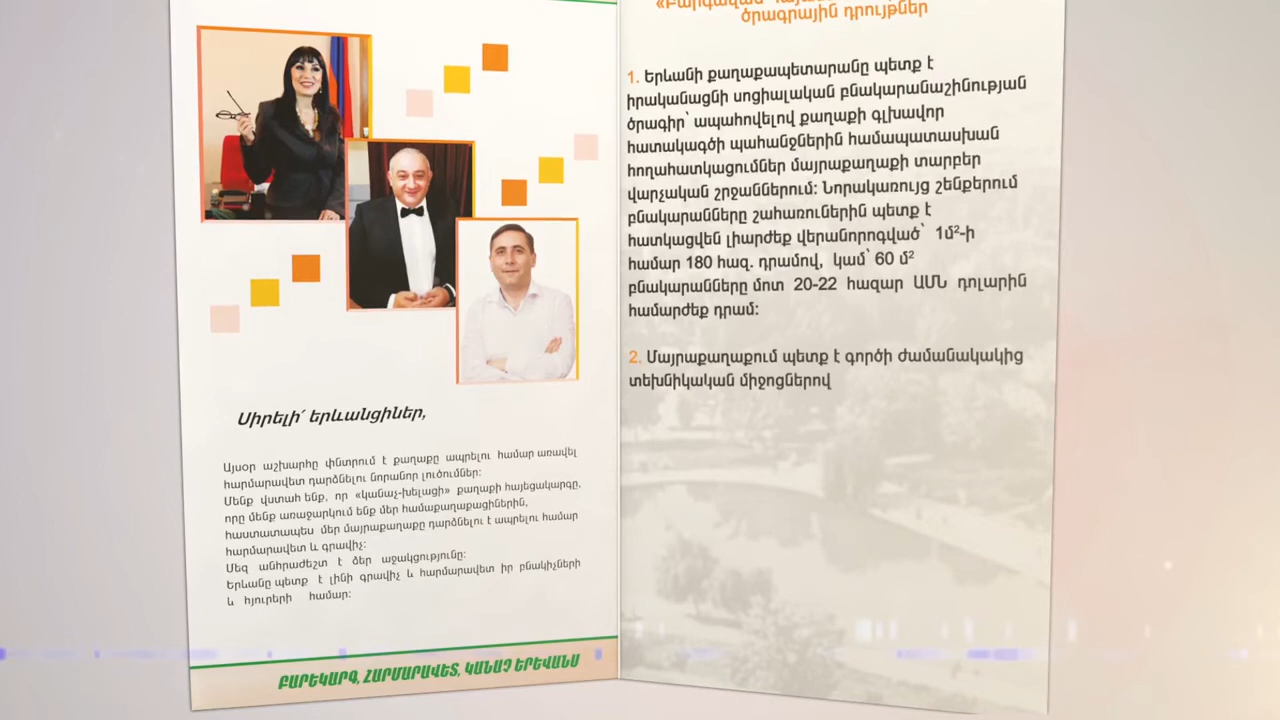 Սիրելի՛ երևանցիներ,
Այսօր աշխարհը փնտրում է քաղաքը ապրելու համար առավել
հարմարավետ դարձնելու նորանոր լուծումներ:
Մենք վստահ ենք, որ «կանաչ-խելացի» քաղաքի հայեցակարգը,
որը մենք առաջարկում ենք մեր համաքաղաքացիներին,
հաստատապես մեր մայրաքաղաքը դարձնելու է ապրելու համար
հարմարավետ և գրավիչ:
Մեզ անհրաժեշտ է ձեր աջակցությունը:
Երևանը պետք է լինի գրավիչ և հարմարավետ իր բնակիչների
և հյուրերի համար:
ԲԱՐԵԿԱՐԳ, ՀԱՐՄԱՐԱՎԵՏ, ԿԱՆԱՉ ԵՐԵՎԱՆՍ
ծրագրային դրույթներ
1. Երևանի քաղաքապետարանը պետք է
իրականացնի սոցիալական բնակարանաշինության
ծրագիր՝ ապահովելով քաղաքի գլխավոր
հատակագծի պահանջներին համապատասխան
հողահատկացումներ մայրաքաղաքի տարբեր
վարչական շրջաններում: Նորակառույց շենքերում
բնակարանները շահառուներին պետք է
հատկացվեն լիարժեք վերանորոգված՝ 1մ²-ի
համար 180 հազ. դրամով, կամ՝ 60 մ²
բնակարանները մոտ 20-22 հազար ԱՄՆ դոլարին
համարժեք դրամ:
2. Մայրաքաղաքում պետք է գործի ժամանակակից
տեխնիկական միջոցներով